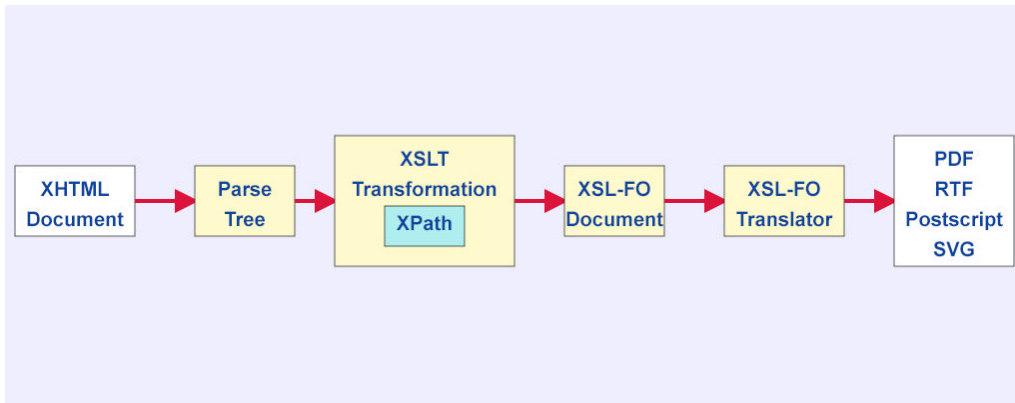 XHTML
Document
Parse
Tree
XSLT
Transformation
XPath
XSL-FO
Document
XSL-FO
Translator
PDF
RTF
Postscript
SVG